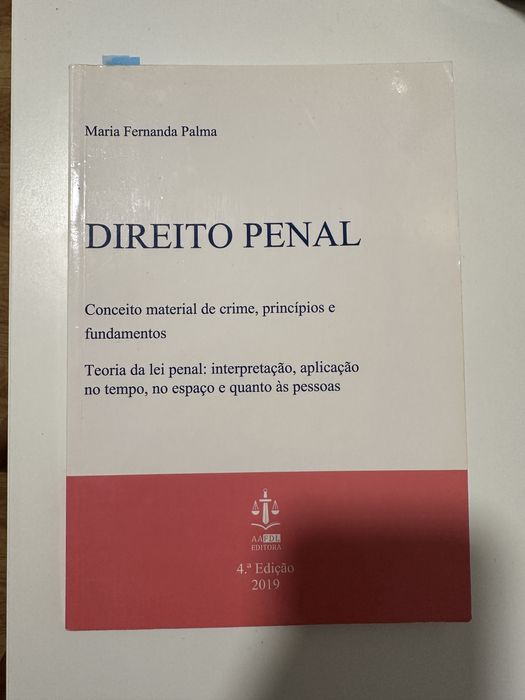 Maria Fernanda Palma
DIREITO PENAL
Conceito material de crime, princípios e
fundamentos
Teoria da lei penal: interpretação, aplicação
no tempo, no espaço e quanto às pessoas
AAFDL
EDITORA
4.ª Edição
2019